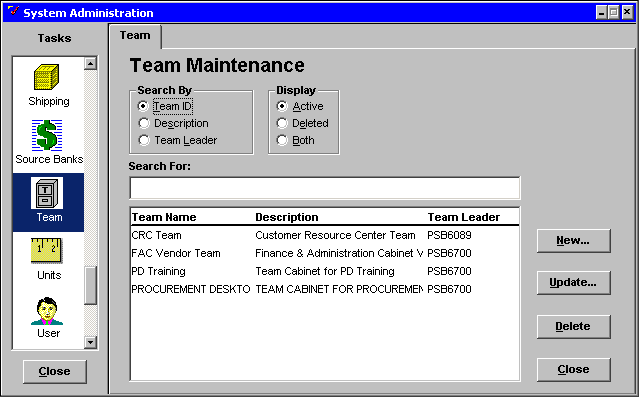 System Administration
Tasks
Shipping
Source Banks
Team
Units
User
Close
Team
Team Maintenance
Search By
Team ID
Description
Team Leader
Display
Active
Deleted
Both
Search For:
Team Name Description Team Leader
CRC Team Customer Resource Center Team PSB6089
FAC Vendor Team Finance & Administration Cabinet V PSB6700
PD Training Team Cabinet for PD Training PSB6700
PROCUREMENT DESKTO TEAM CABINET FOR PROCUREMEN PSB6700
New...
Update...
Delete
Close